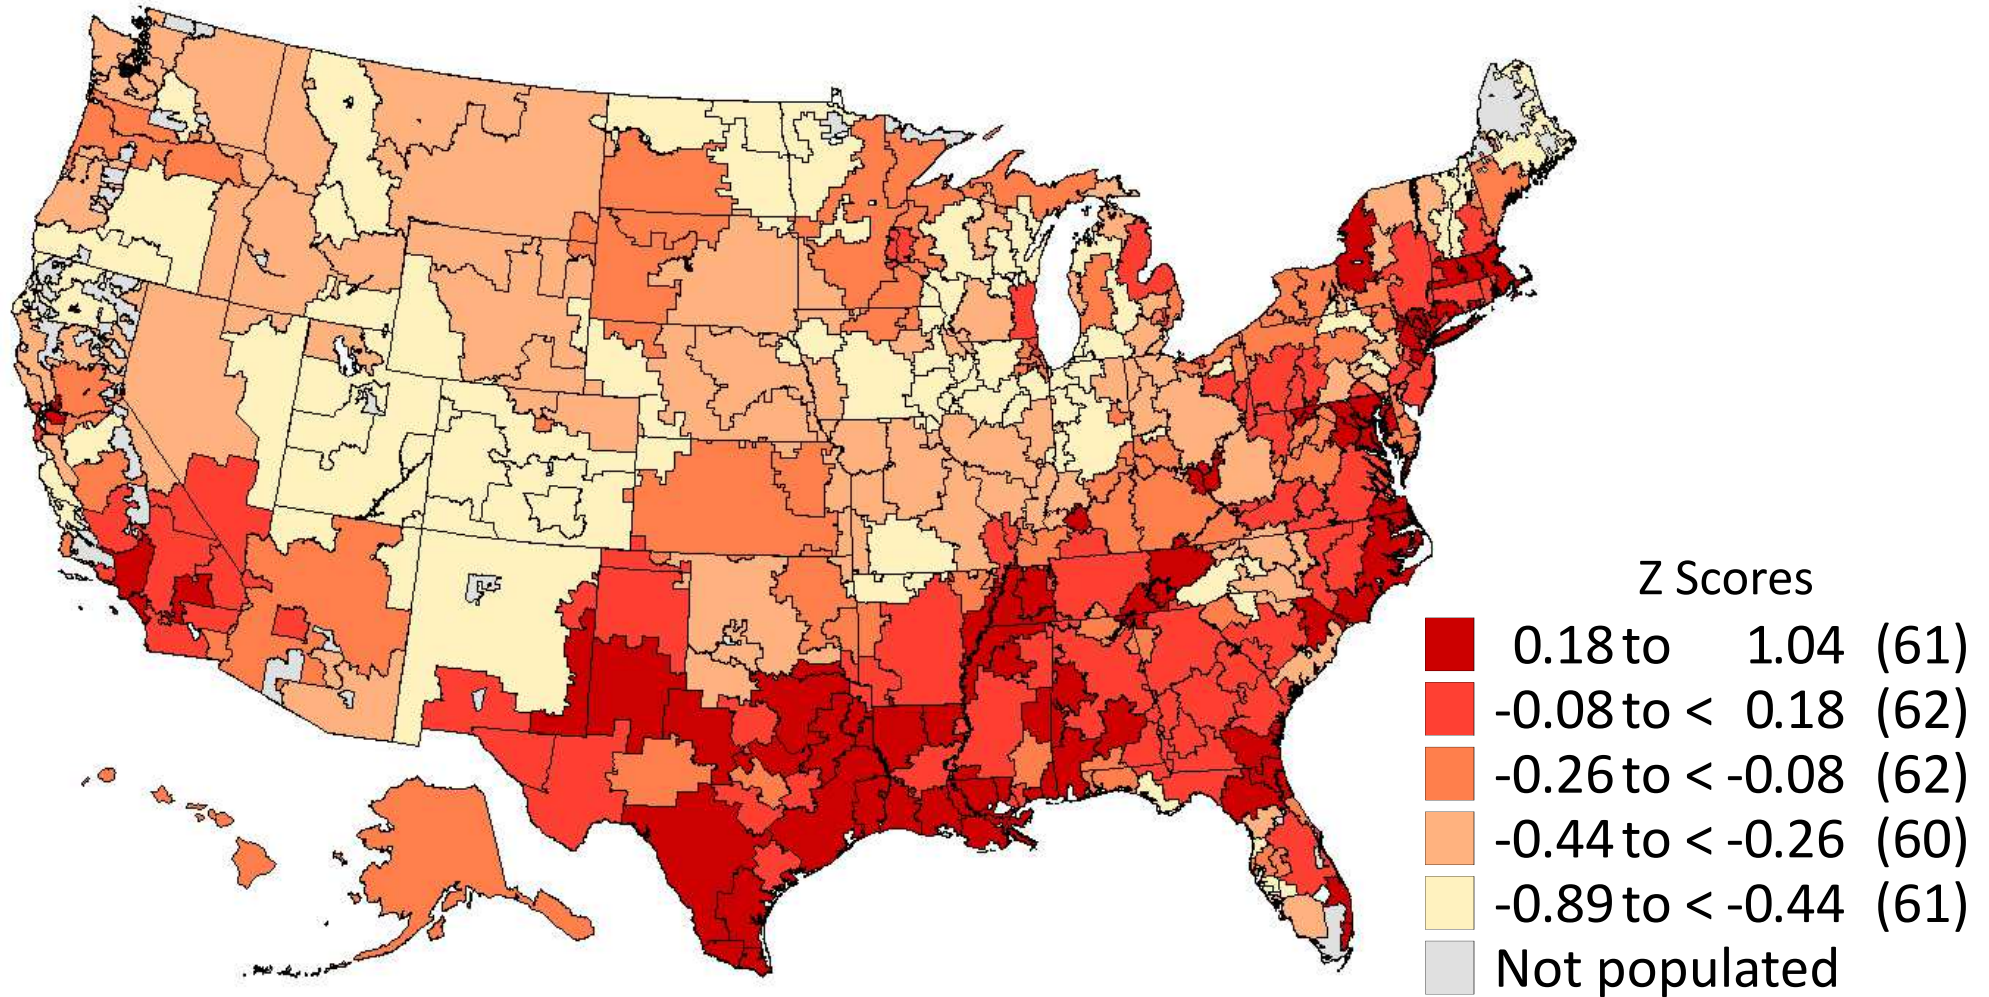 Z Scores
0.18 to 1.04 (61)
-0.08 to < 0.18 (62)
-0.26 to < -0.08 (62)
-0.44 to < -0.26 (60)
-0.89 to < -0.44 (61)
Not populated